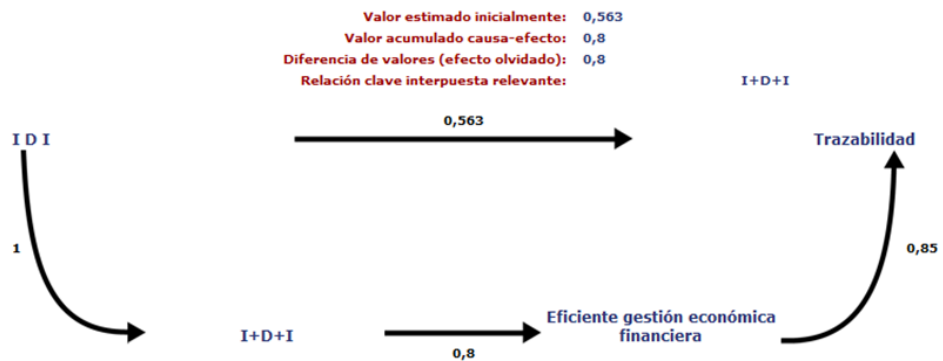 Valor estimado inicialmente: 0,563
Valor acumulado causa-efecto: 0,8
Diferencia de valores (efecto olvidado): 0,8
Relación clave interpuesta relevante: I+D+I
0,563
I D I
Trazabilidad
1
0,85
I+D+I
0,8
Eficiente gestión económica
financiera